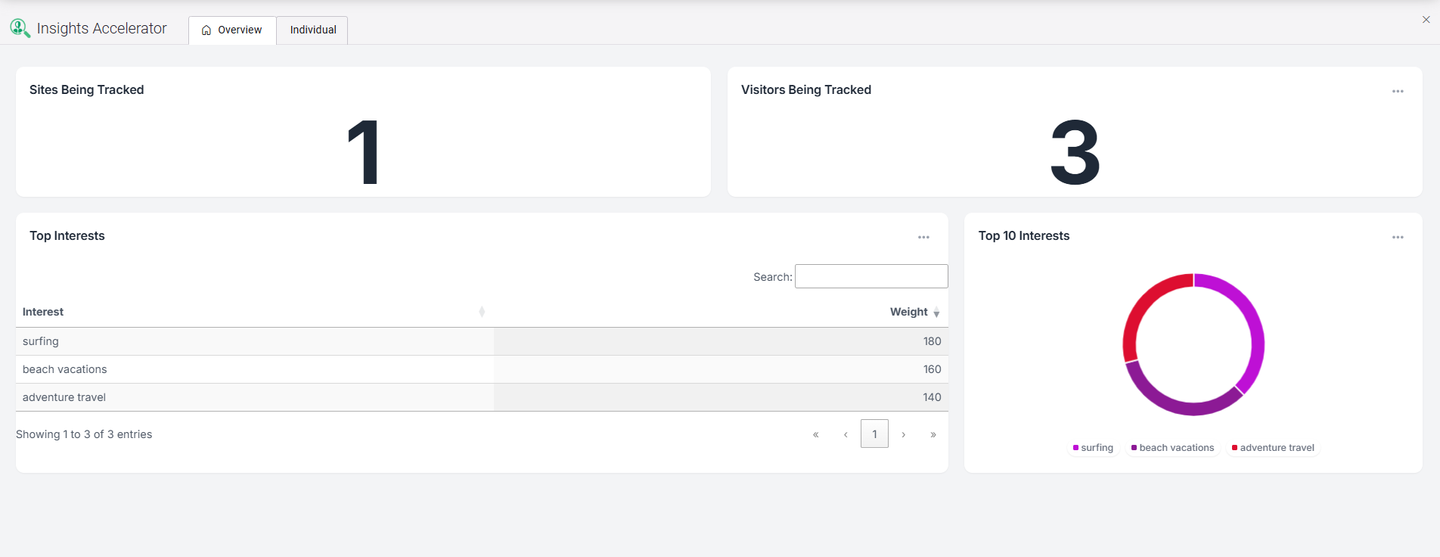 Insights Accelerator
Overview
Individual
Sites Being Tracked
1
Visitors Being Tracked
3
Top Interests
Search:
Interest Weight
surfing 180
beach vacations 160
adventure travel 140
Showing 1 to 3 of 3 entries
« ‹ 1 › »
Top 10 Interests
surfing beach vacations adventure travel